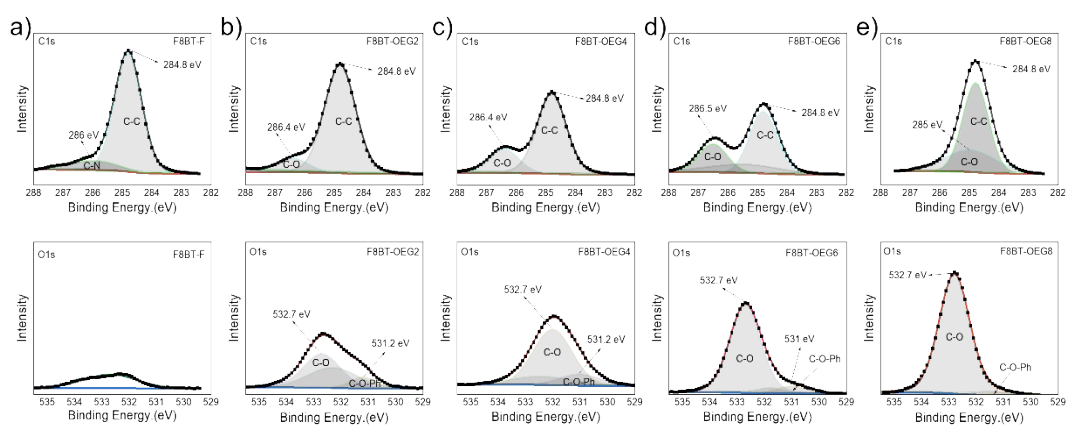 a)
C1s
F8BT-F
284.8 eV
C-C
286 eV
C-N
Intensity
288 287 286 285 284 283 282
Binding Energy.(eV)
b)
C1s
F8BT-OEG2
284.8 eV
C-C
286.4 eV
C-O
Intensity
288 287 286 285 284 283 282
Binding Energy.(eV)
c)
C1s
F8BT-OEG4
284.8 eV
286.4 eV
C-C
C-O
Intensity
288 287 286 285 284 283 282
Binding Energy.(eV)
d)
C1s
F8BT-OEG6
286.5 eV
284.8 eV
C-C
C-O
Intensity
288 287 286 285 284 283 282
Binding Energy.(eV)
e)
C1s
F8BT-OEG8
284.8 eV
C-C
285 eV
C-O
Intensity
288 287 286 285 284 283 282
Binding Energy.(eV)
O1s
F8BT-F
Intensity
535 534 533 532 531 530 529
Binding Energy.(eV)
O1s
F8BT-OEG2
532.7 eV
531.2 eV
C-O
C-O-Ph
Intensity
535 534 533 532 531 530 529
Binding Energy.(eV)
O1s
F8BT-OEG4
532.7 eV
531.2 eV
C-O
C-O-Ph
Intensity
535 534 533 532 531 530 529
Binding Energy.(eV)
O1s
F8BT-OEG6
532.7 eV
531 eV
C-O
C-O-Ph
Intensity
535 534 533 532 531 530 529
Binding Energy.(eV)
O1s
F8BT-OEG8
532.7 eV
C-O
C-O-Ph
Intensity
535 534 533 532 531 530 529
Binding Energy.(eV)